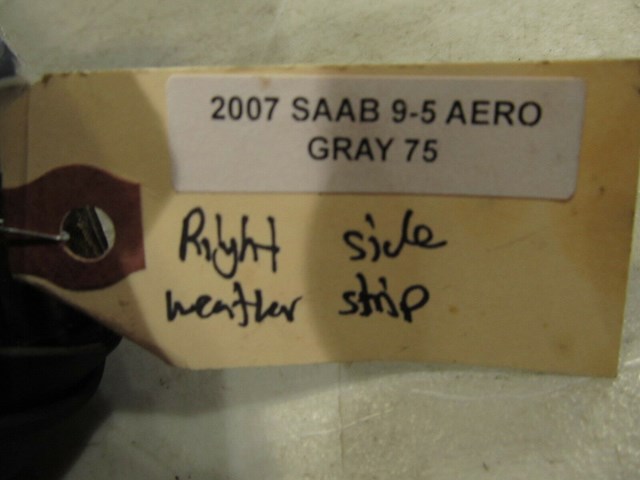 2007 SAAB 9-5 AERO
GRAY 75
Right side
weather strip